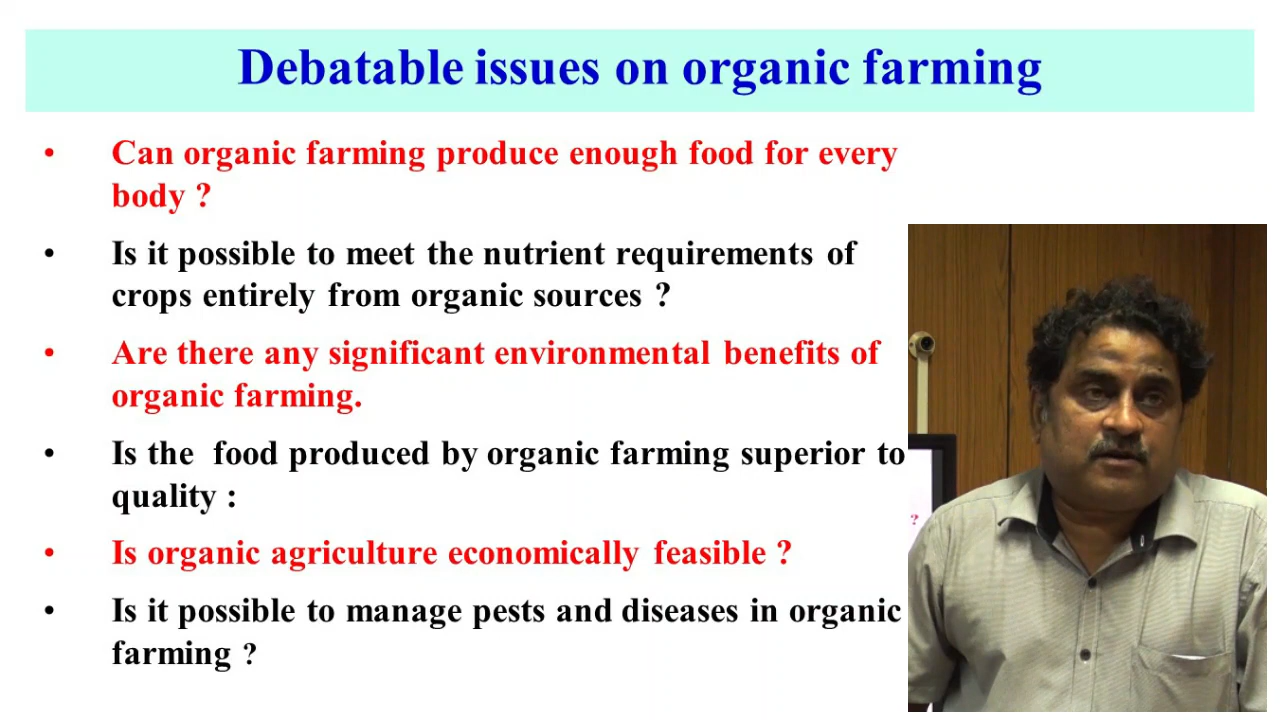 Debatable issues on organic farming
• Can organic farming produce enough food for every
body ?
• Is it possible to meet the nutrient requirements of
crops entirely from organic sources ?
• Are there any significant environmental benefits of
organic farming.
• Is the food produced by organic farming superior to
quality :
• Is organic agriculture economically feasible ?
• Is it possible to manage pests and diseases in organic
farming ?
?